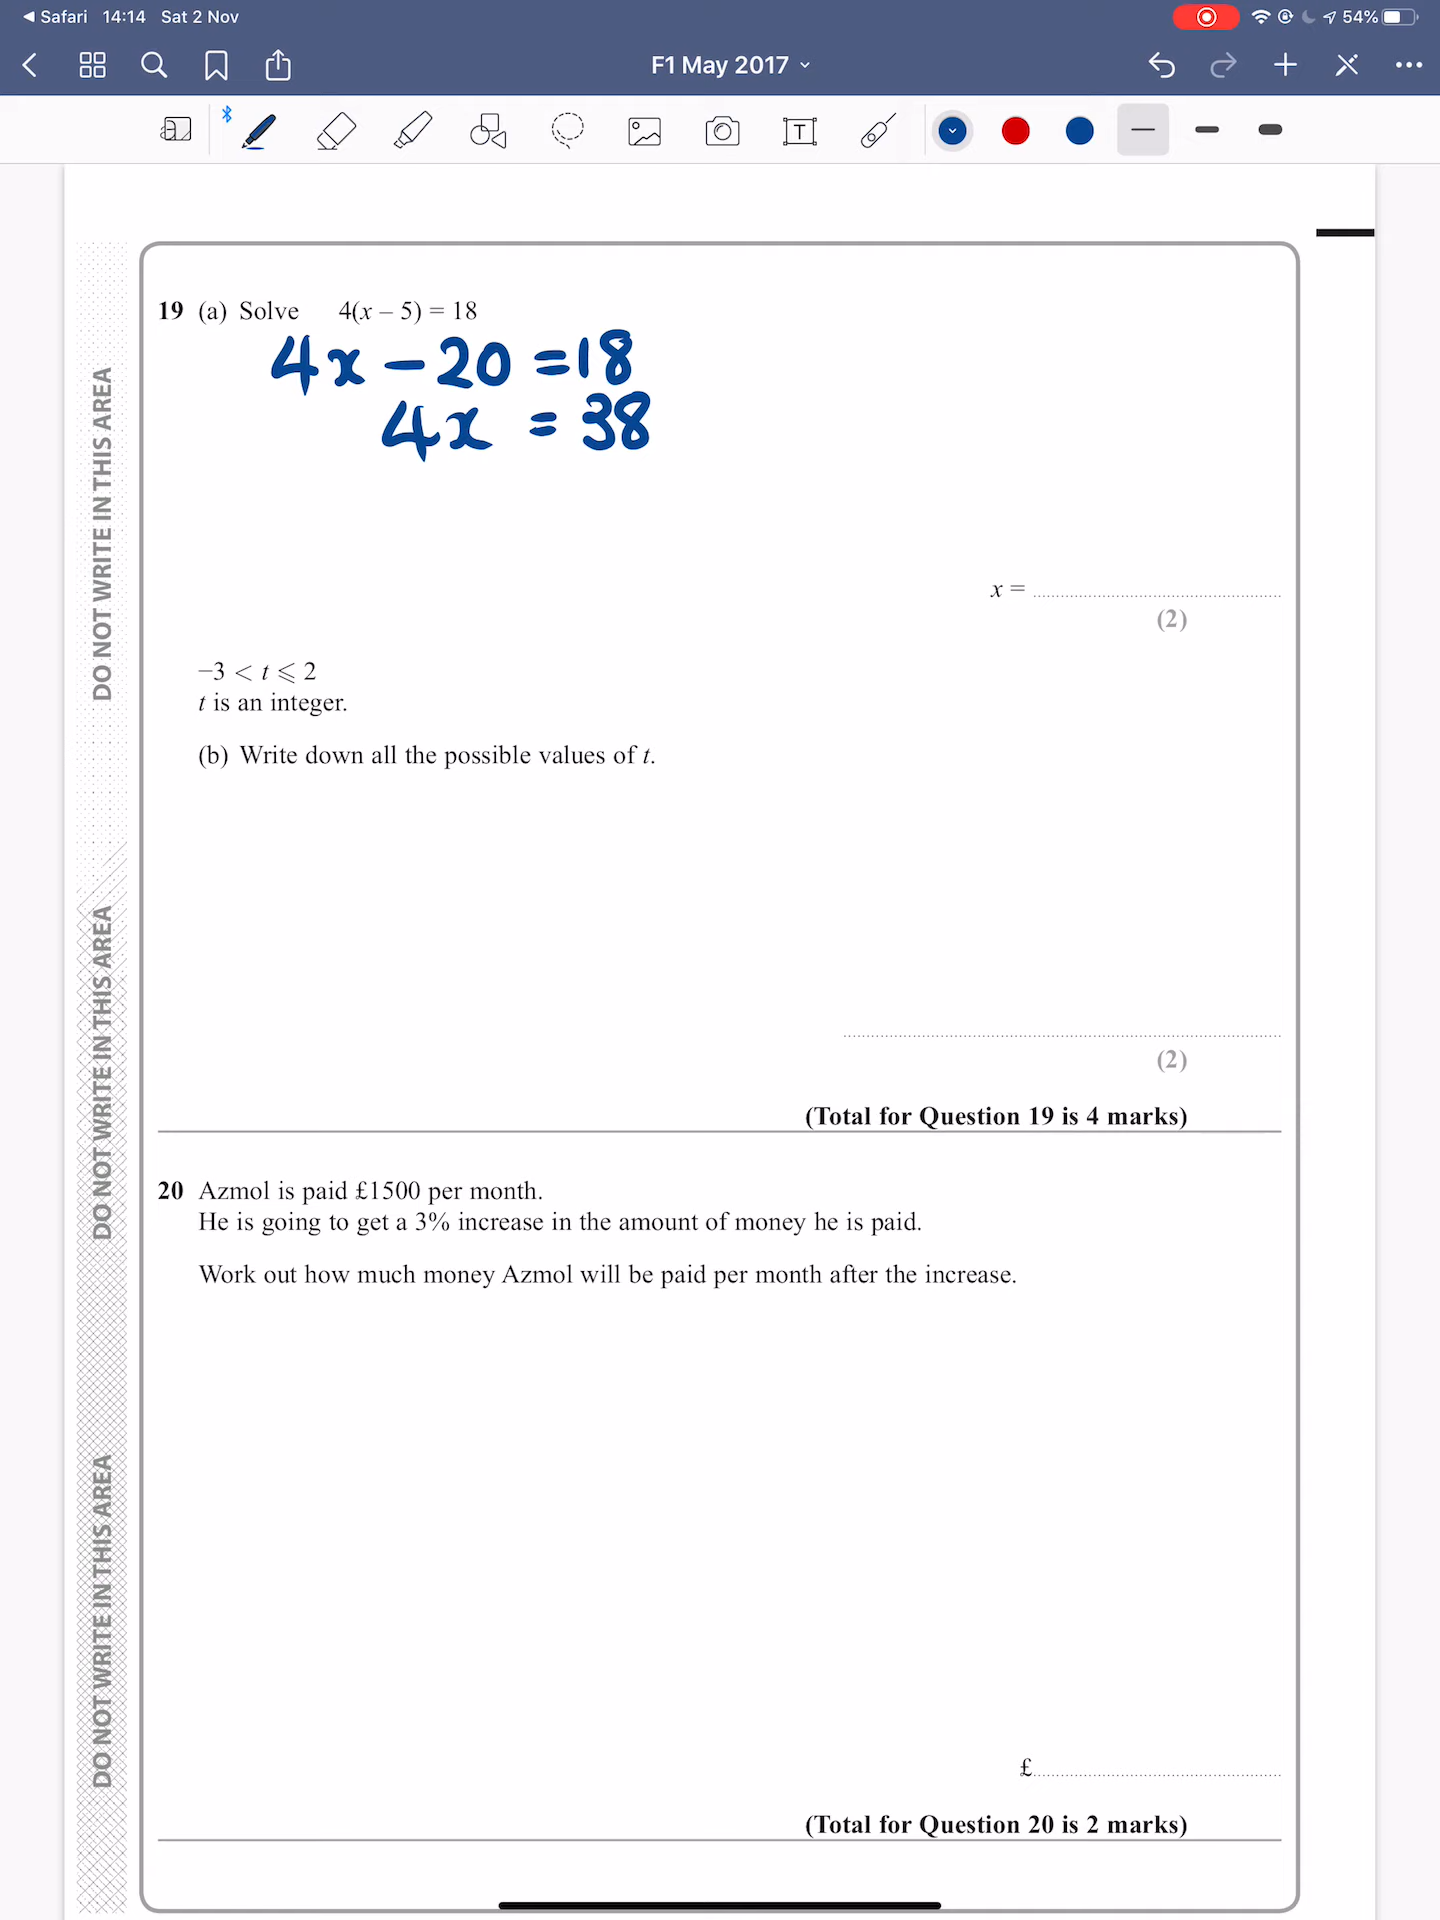 Safari 14:14 Sat 2 Nov 54%
F1 May 2017
a
T
19 (a) Solve 4(x – 5) = 18
4x – 20 = 18
4x = 38
x =
(2)
–3 < t ⩽ 2
t is an integer.
(b) Write down all the possible values of t.
(2)
(Total for Question 19 is 4 marks)
20 Azmol is paid £1500 per month.
He is going to get a 3% increase in the amount of money he is paid.
Work out how much money Azmol will be paid per month after the increase.
£
(Total for Question 20 is 2 marks)
DO NOT WRITE IN THIS AREA
DO NOT WRITE IN THIS AREA
DO NOT WRITE IN THIS AREA